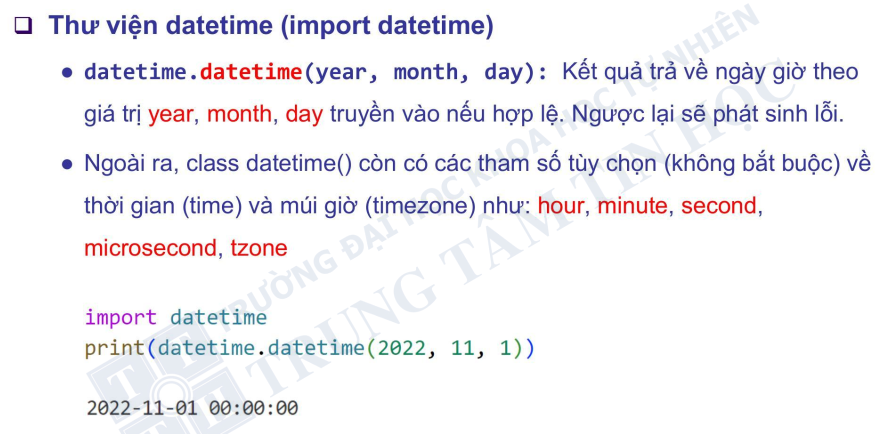 Thư viện datetime (import datetime)
datetime.datetime(year, month, day): Kết quả trả về ngày giờ theo
giá trị year, month, day truyền vào nếu hợp lệ. Ngược lại sẽ phát sinh lỗi.
Ngoài ra, class datetime() còn có các tham số tùy chọn (không bắt buộc) về
thời gian (time) và múi giờ (timezone) như: hour, minute, second,
microsecond, tzone
import datetime
print(datetime.datetime(2022, 11, 1))
2022-11-01 00:00:00
TRƯỜNG ĐẠI HỌC KHOA HỌC TỰ NHIÊN
TRUNG TÂM TIN HỌC